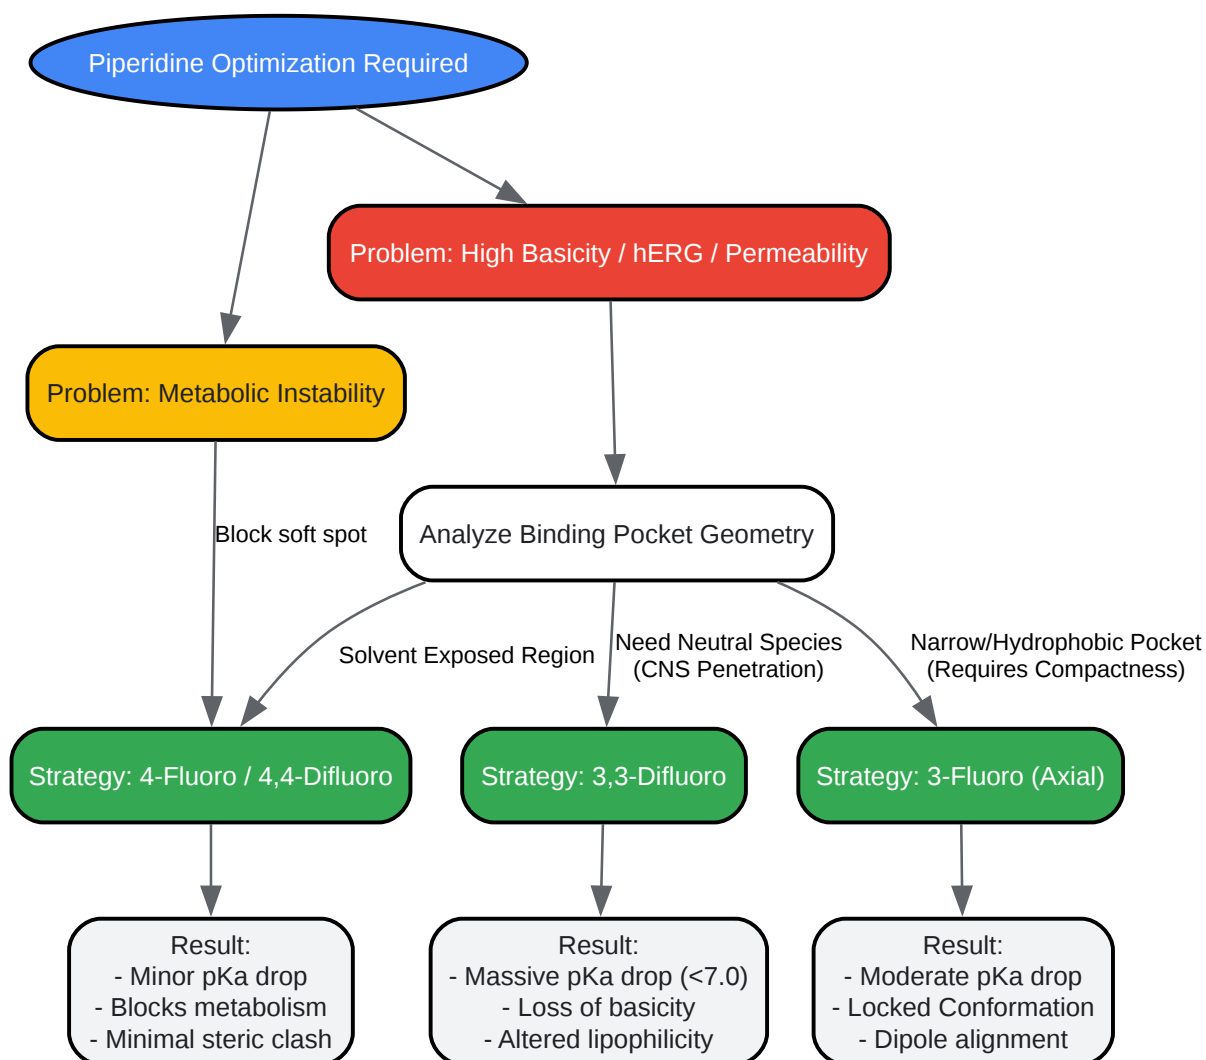 Piperidine Optimization Required
Problem: High Basicity / hERG / Permeability
Problem: Metabolic Instability
Block soft spot
Analyze Binding Pocket Geometry
Solvent Exposed Region
Need Neutral Species
(CNS Penetration)
Narrow/Hydrophobic Pocket
(Requires Compactness)
Strategy: 4-Fluoro / 4,4-Difluoro
Strategy: 3,3-Difluoro
Strategy: 3-Fluoro (Axial)
Result:
- Minor pKa drop
- Blocks metabolism
- Minimal steric clash
Result:
- Massive pKa drop (<7.0)
- Loss of basicity
- Altered lipophilicity
Result:
- Moderate pKa drop
- Locked Conformation
- Dipole alignment